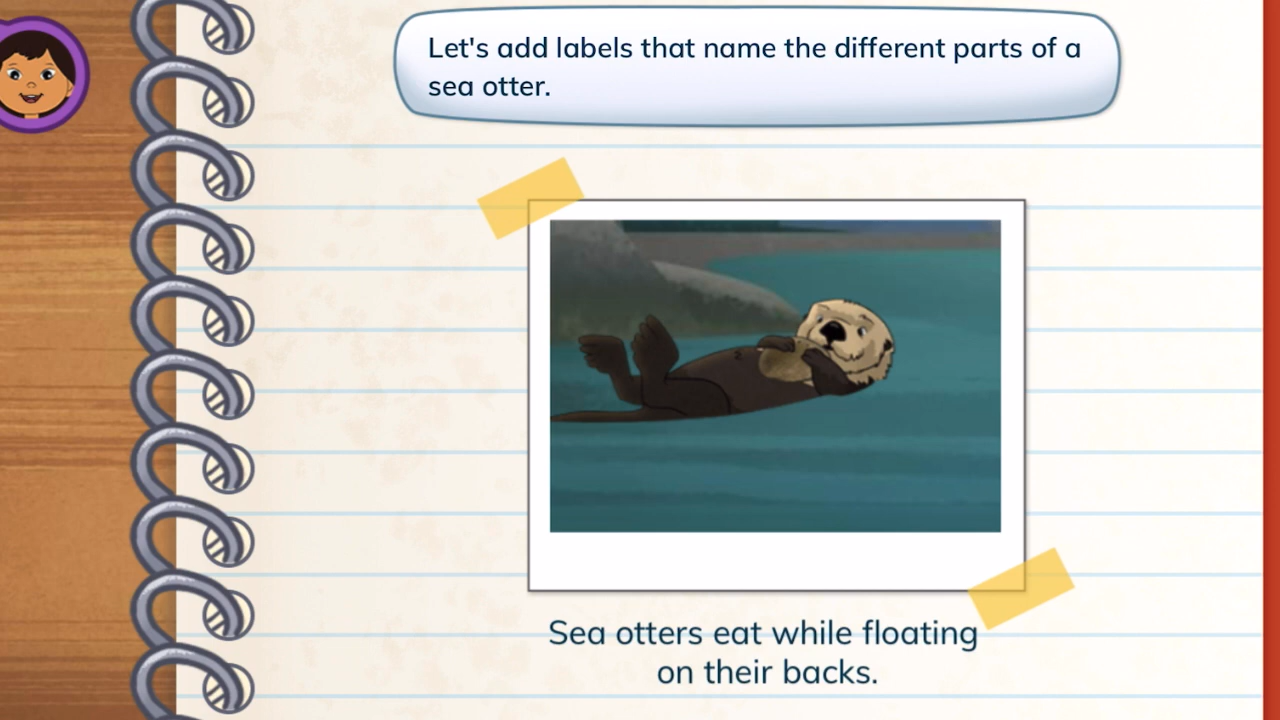 Let's add labels that name the different parts of a
sea otter.
Sea otters eat while floating
on their backs.